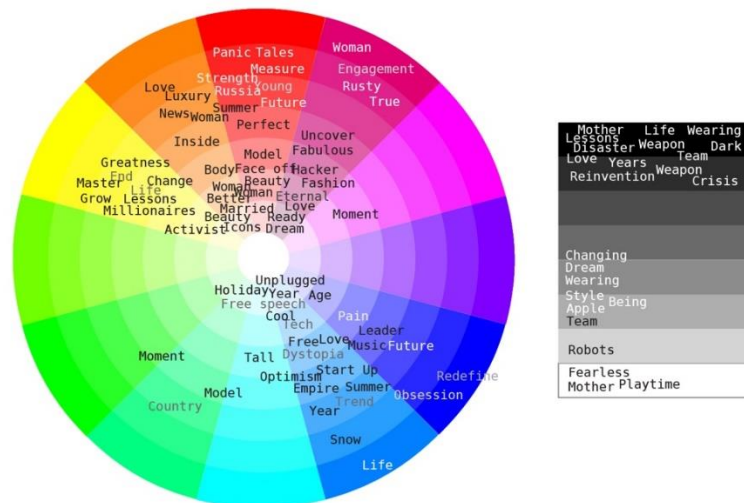 Woman
Panic Tales
Measure
Engagement
Strength
Russia
Young
Rusty
Love
Luxury
Future
True
Summer
News
Woman
Perfect
Uncover
Inside
Fabulous
Model
Greatness
Face off
Hacker
End
Body
Beauty
Fashion
Master
Life
Change
Woman
Woman
Eternal
Grow
Lessons
Better
Love
Millionaires
Married
Beauty
Ready
Moment
Activist
Icons
Dream
Unplugged
Holiday
Year
Age
Free speech
Cool
Pain
Tech
Leader
Free
Love
Music
Future
Moment
Tall
Dystopia
Start Up
Optimism
Redefine
Model
Empire
Summer
Obsession
Country
Trend
Year
Snow
Life
Mother Life Wearing
Lessons
Disaster Weapon Dark
Love Years Team
Weapon
Reinvention Crisis
Changing
Dream
Wearing
Style
Being
Apple
Team
Robots
Fearless
Mother Playtime